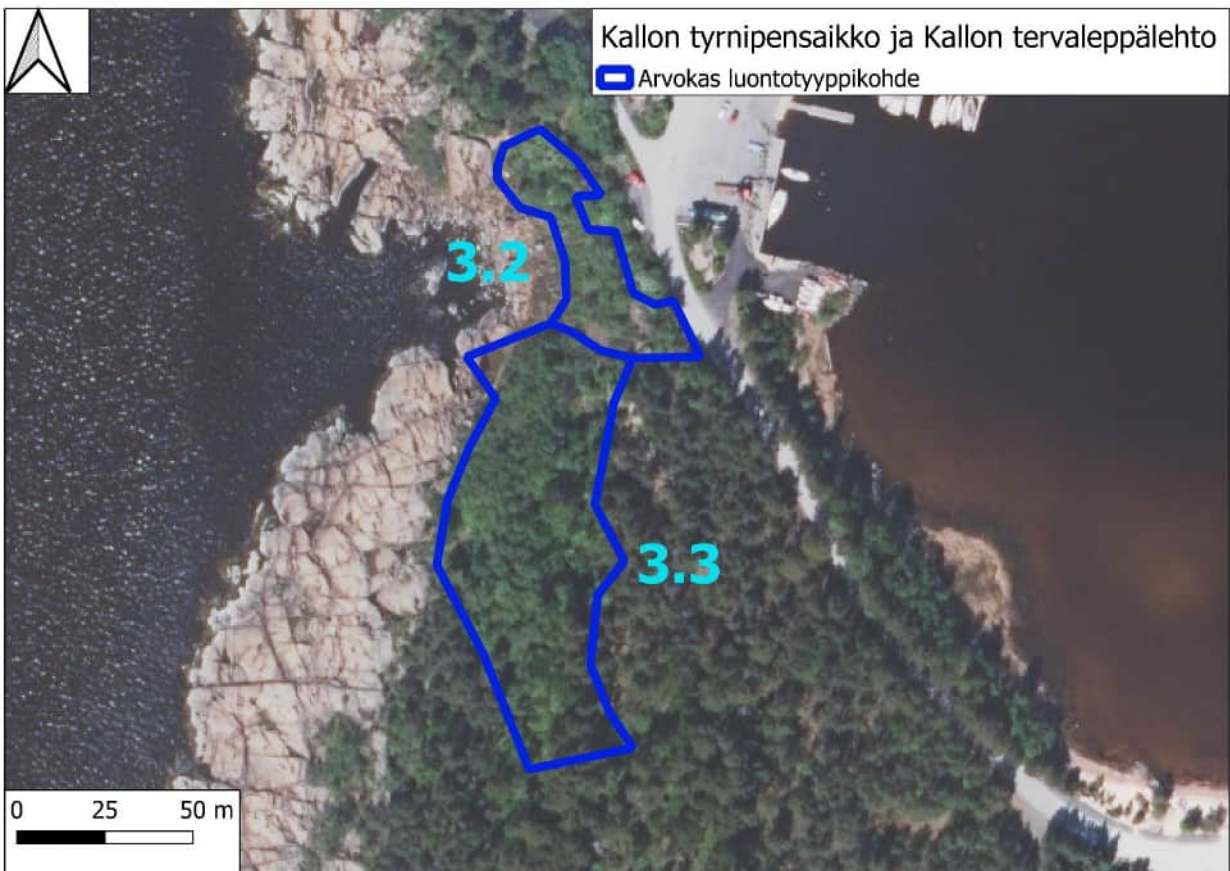 Kallon tyrnipensaikko ja Kallon tervaleppälehto
Arvokas luontotyyppikohde
3.2
3.3
0 25 50 m